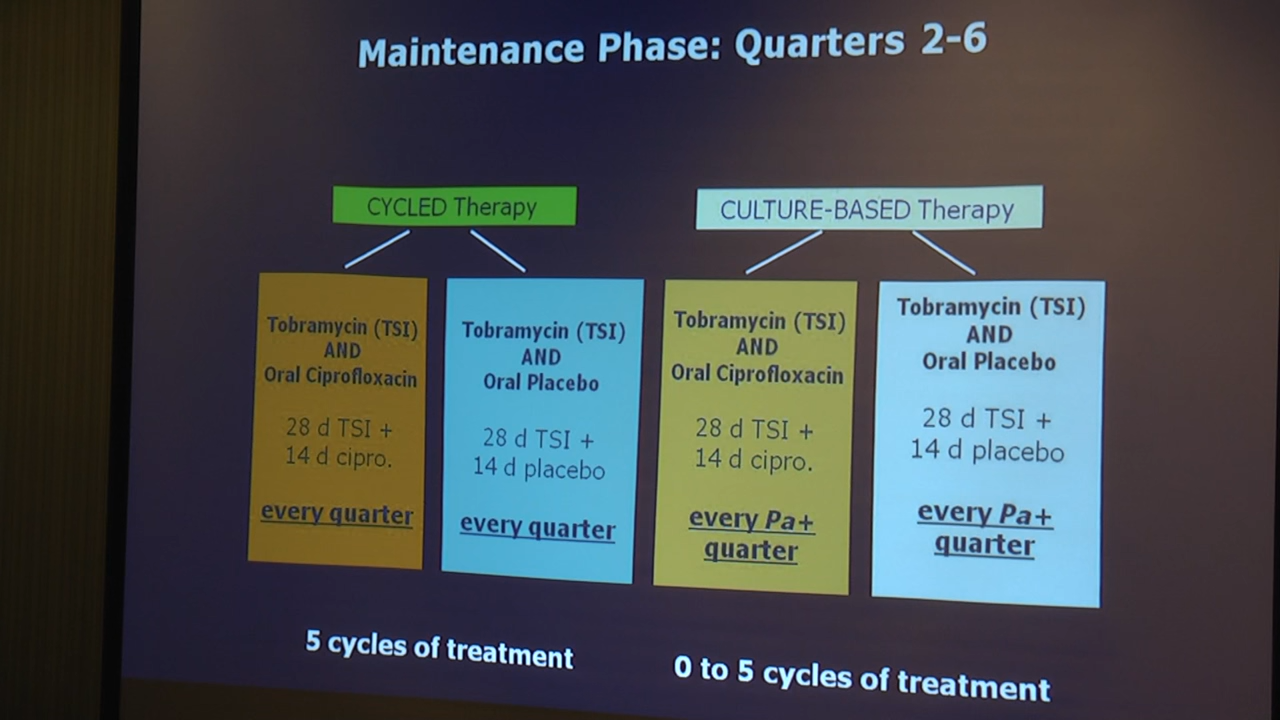 Maintenance Phase: Quarters 2-6
CYCLED Therapy
CULTURE-BASED Therapy
Tobramycin (TSI)
AND
Oral Ciprofloxacin
28 d TSI +
14 d cipro.
every quarter
Tobramycin (TSI)
AND
Oral Placebo
28 d TSI +
14 d placebo
every quarter
Tobramycin (TSI)
AND
Oral Ciprofloxacin
28 d TSI +
14 d cipro.
every Pa+
quarter
Tobramycin (TSI)
AND
Oral Placebo
28 d TSI +
14 d placebo
every Pa+
quarter
5 cycles of treatment
0 to 5 cycles of treatment